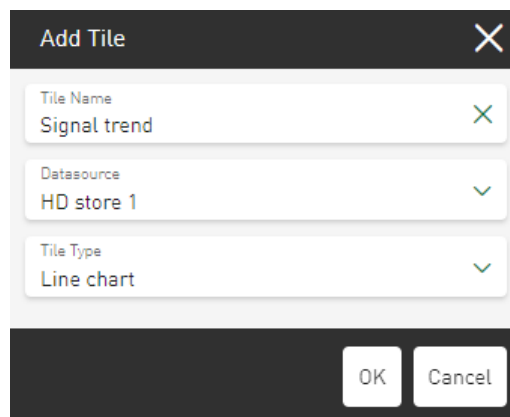 Add Tile
Tile Name
Signal trend
Datasource
HD store 1
Tile Type
Line chart
OK Cancel